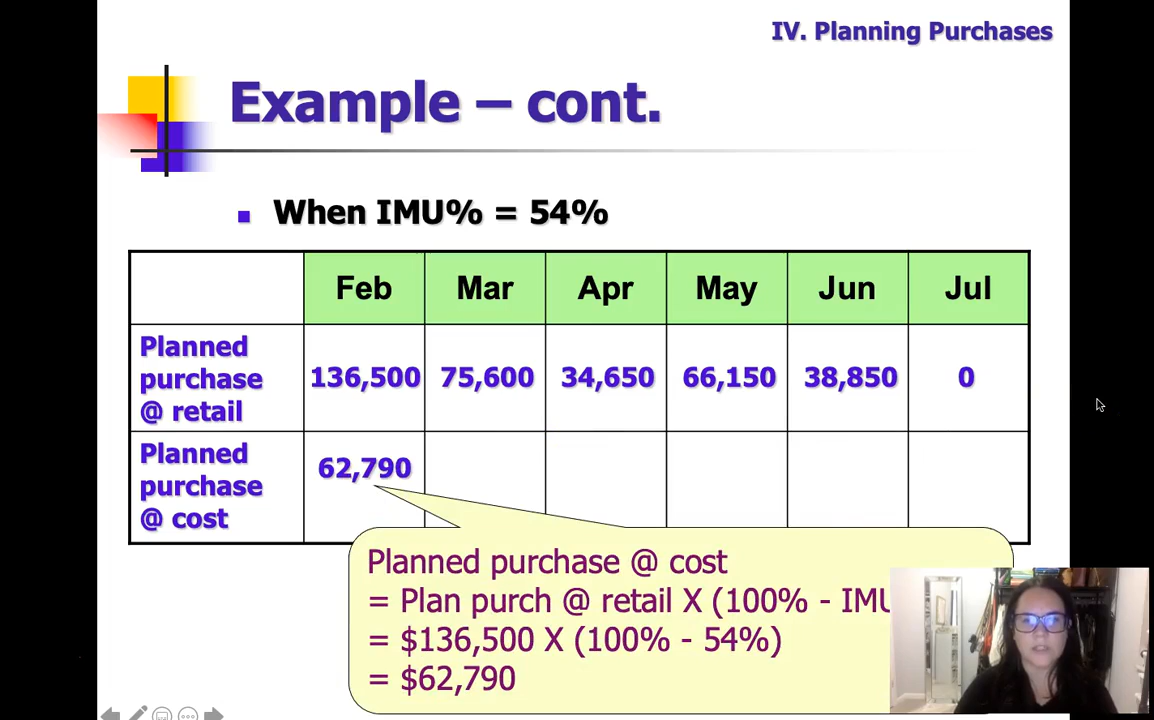 IV. Planning Purchases
Example – cont.
When IMU% = 54%
Feb Mar Apr May Jun Jul
Planned
purchase
@ retail
136,500 75,600 34,650 66,150 38,850 0
Planned
purchase
@ cost
62,790
Planned purchase @ cost
= Plan purch @ retail X (100% - IMU
= $136,500 X (100% - 54%)
= $62,790